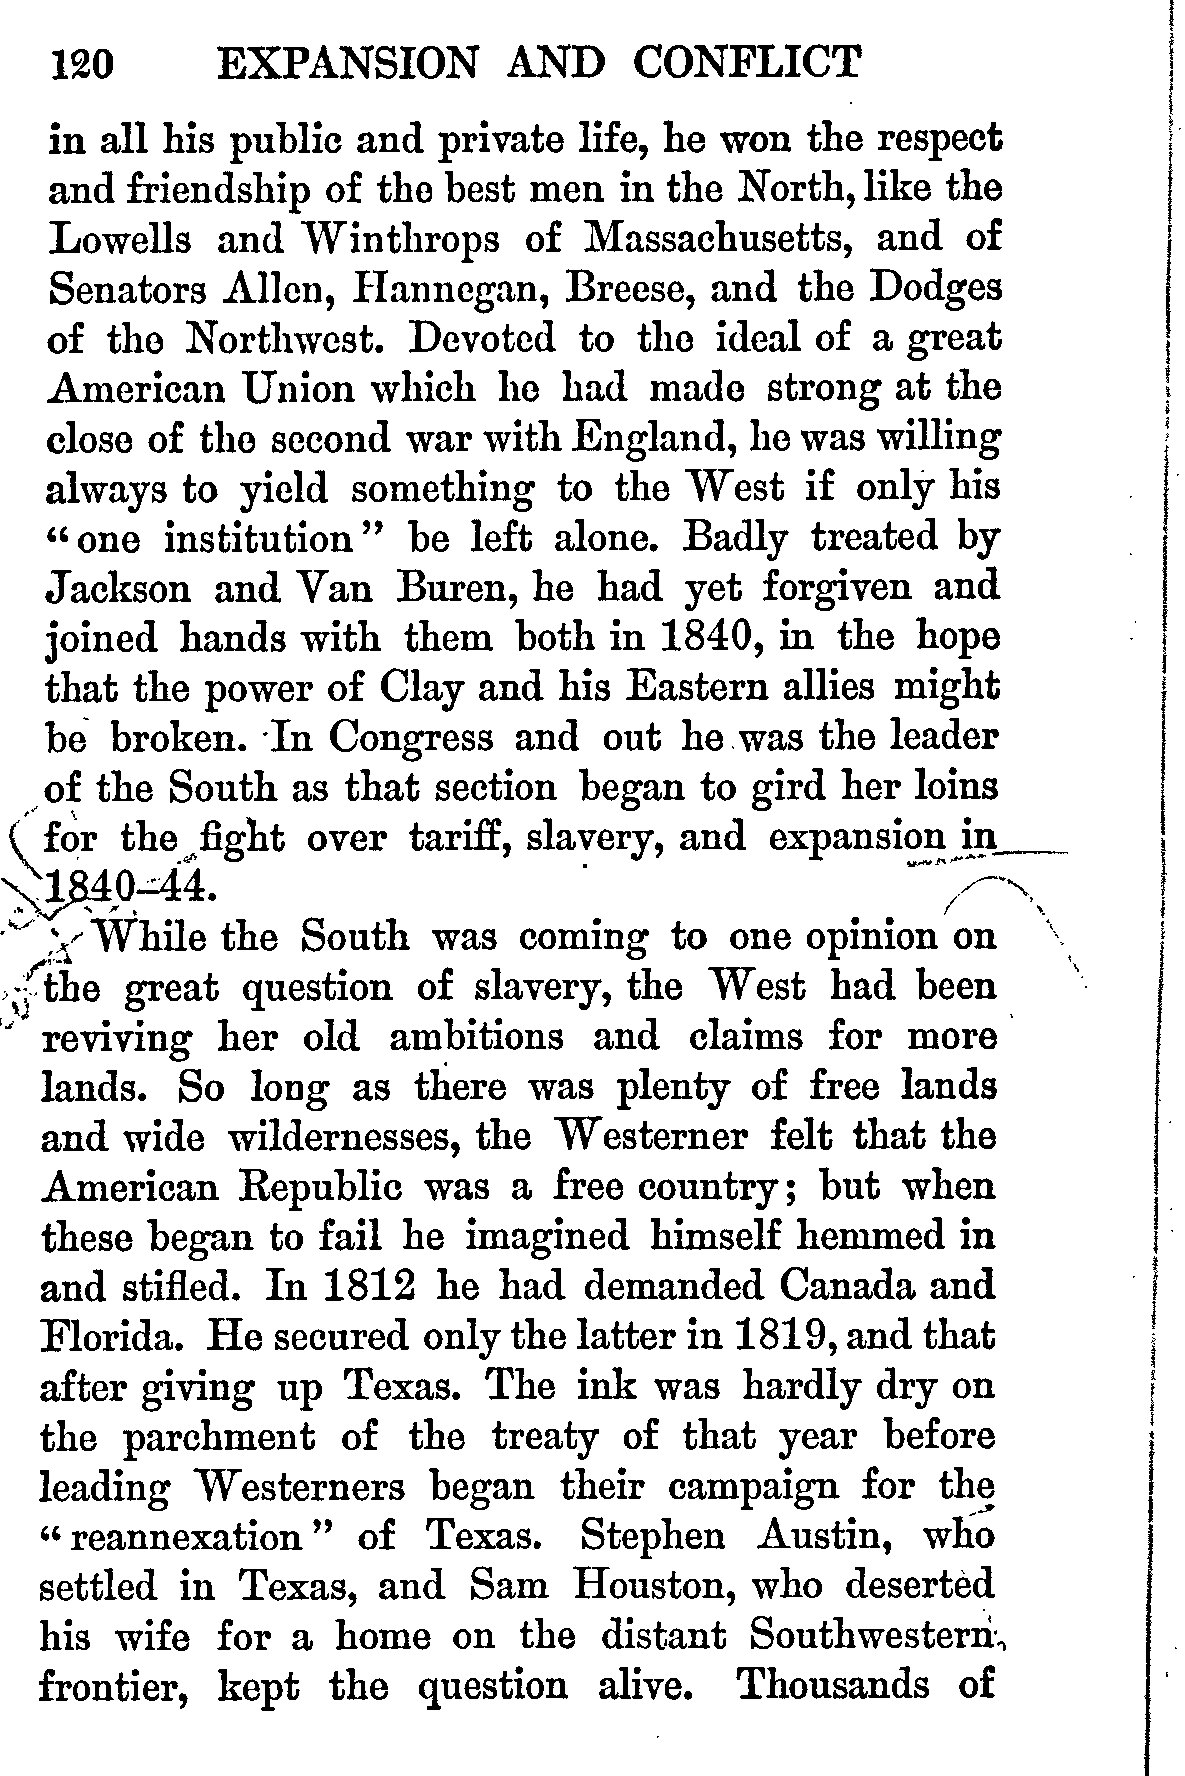 120 EXPANSION AND CONFLICT
in all his public and private life, he won the respect
and friendship of the best men in the North, like the
Lowells and Winthrops of Massachusetts, and of
Senators Allen, Hannegan, Breese, and the Dodges
of the Northwest. Devoted to the ideal of a great
American Union which he had made strong at the
close of the second war with England, he was willing
always to yield something to the West if only his
“one institution” be left alone. Badly treated by
Jackson and Van Buren, he had yet forgiven and
joined hands with them both in 1840, in the hope
that the power of Clay and his Eastern allies might
be broken. In Congress and out he was the leader
of the South as that section began to gird her loins
for the fight over tariff, slavery, and expansion in
1840–44.
While the South was coming to one opinion on
the great question of slavery, the West had been
reviving her old ambitions and claims for more
lands. So long as there was plenty of free lands
and wide wildernesses, the Westerner felt that the
American Republic was a free country; but when
these began to fail he imagined himself hemmed in
and stifled. In 1812 he had demanded Canada and
Florida. He secured only the latter in 1819, and that
after giving up Texas. The ink was hardly dry on
the parchment of the treaty of that year before
leading Westerners began their campaign for the
“reannexation” of Texas. Stephen Austin, who
settled in Texas, and Sam Houston, who deserted
his wife for a home on the distant Southwestern
frontier, kept the question alive. Thousands of